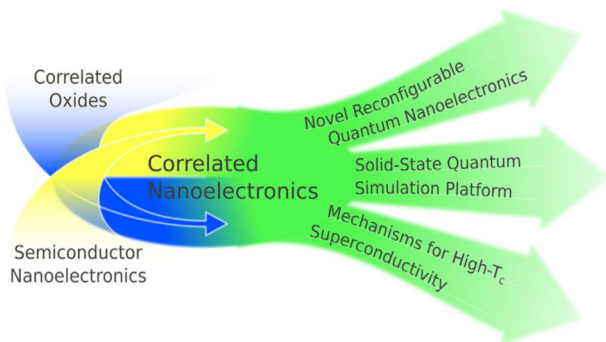 Correlated
Oxides
Correlated
Nanoelectronics
Semiconductor
Nanoelectronics
Novel Reconfigurable
Quantum Nanoelectronics
Solid-State Quantum
Simulation Platform
Mechanisms for High-Tc
Superconductivity